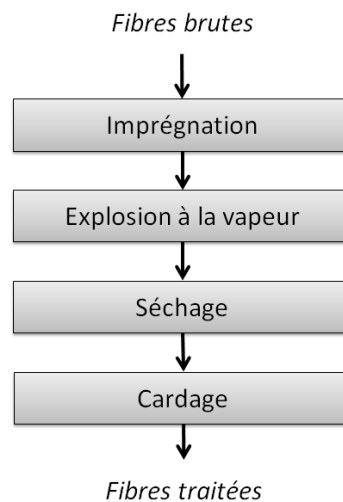 Fibres brutes
Imprégnation
Explosion à la vapeur
Séchage
Cardage
Fibres traitées